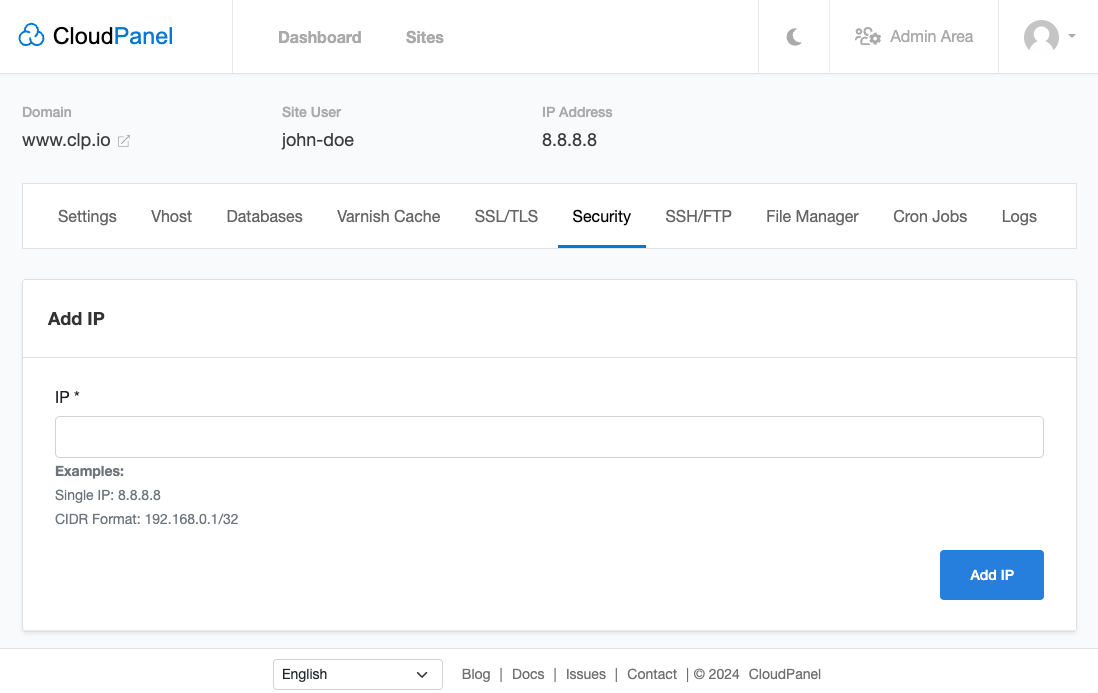 CloudPanel Dashboard Sites Admin Area
Domain Site User IP Address
www.clp.io john-doe 8.8.8.8
Settings Vhost Databases Varnish Cache SSL/TLS Security SSH/FTP File Manager Cron Jobs Logs
Add IP
IP *
Examples:
Single IP: 8.8.8.8
CIDR Format: 192.168.0.1/32
Add IP
English Blog | Docs | Issues | Contact | © 2024 CloudPanel